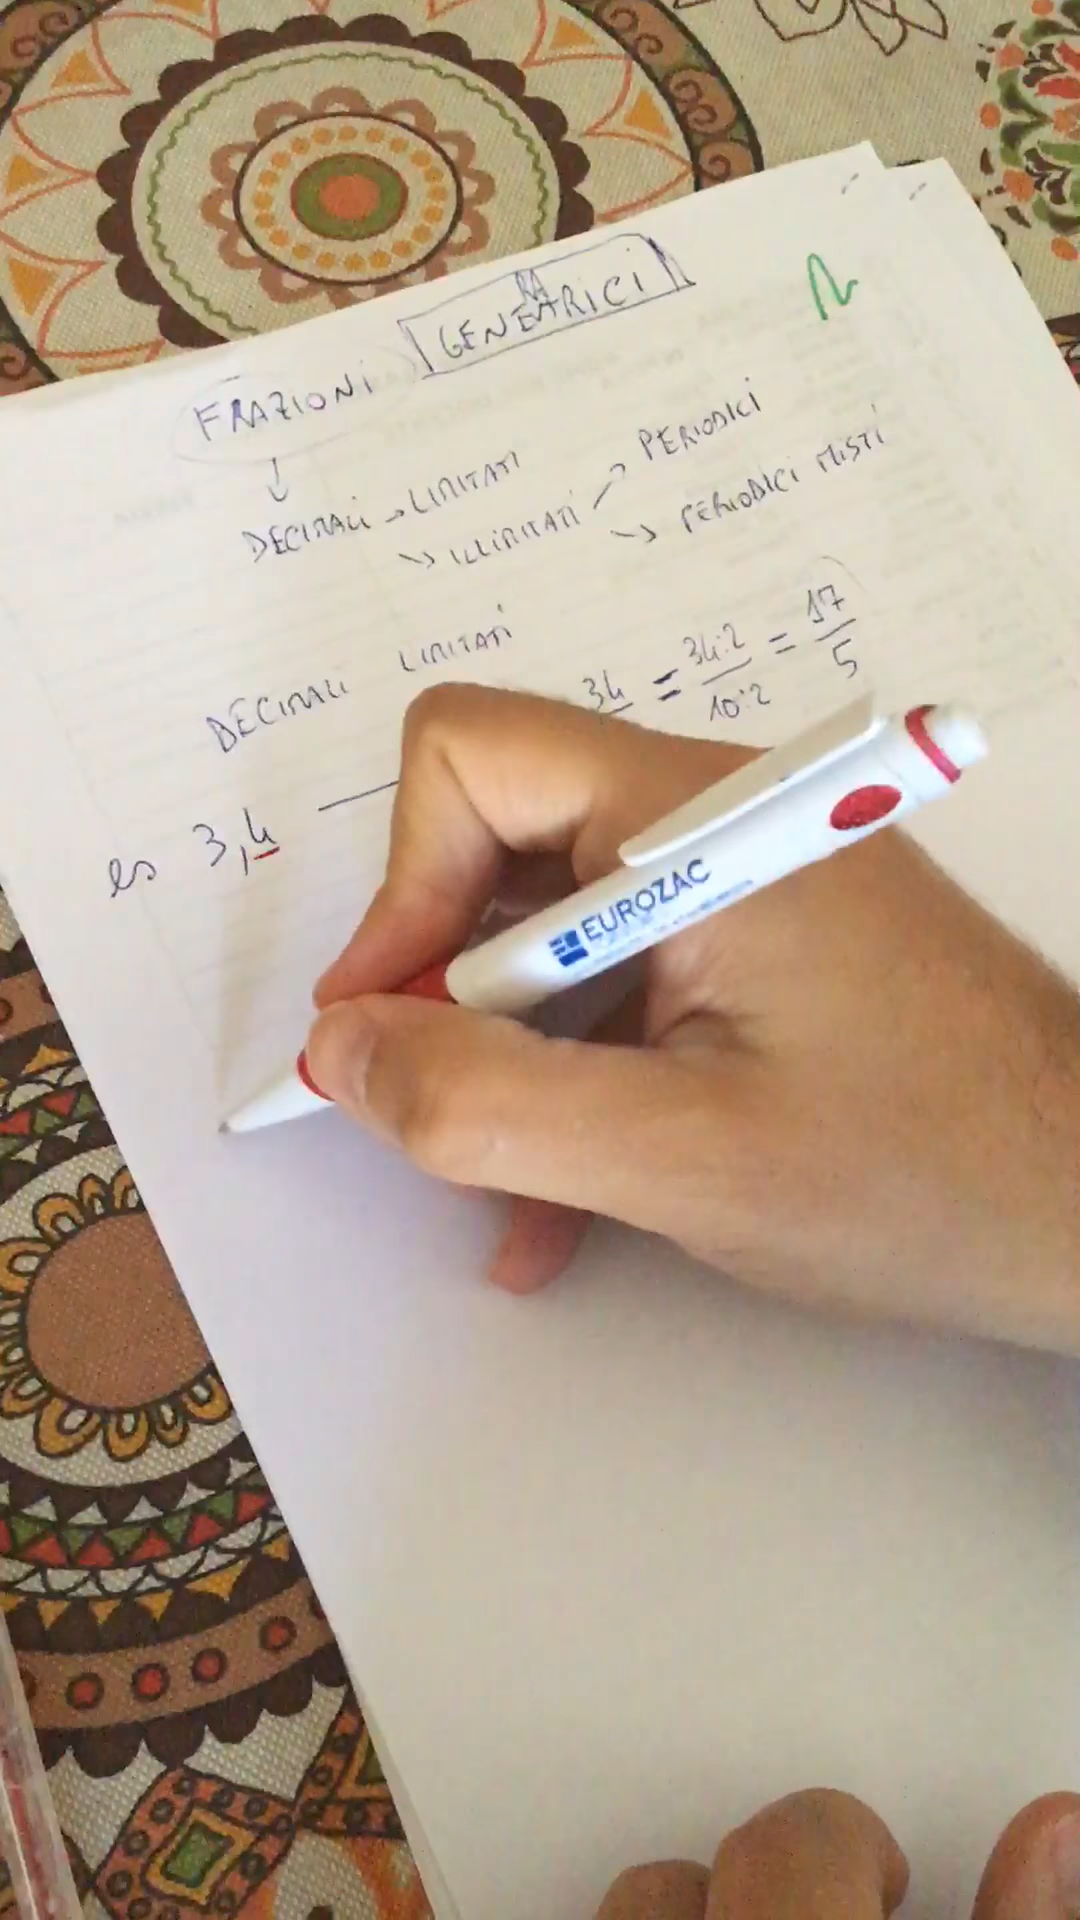 FRAZIONI GENERATRICI
DECIMALI → LIMITATI
→ ILLIMITATI → PERIODICI
→ PERIODICI MISTI
DECIMALI LIMITATI
es 3,4 — 34 = 34:2/10:2 = 17/5
EUROZAC